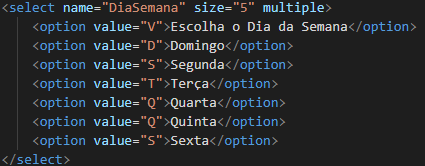 <select name="DiaSemana" size="5" multiple>
<option value="V">Escolha o Dia da Semana</option>
<option value="D">Domingo</option>
<option value="S">Segunda</option>
<option value="T">Terça</option>
<option value="Q">Quarta</option>
<option value="Q">Quinta</option>
<option value="S">Sexta</option>
</select>